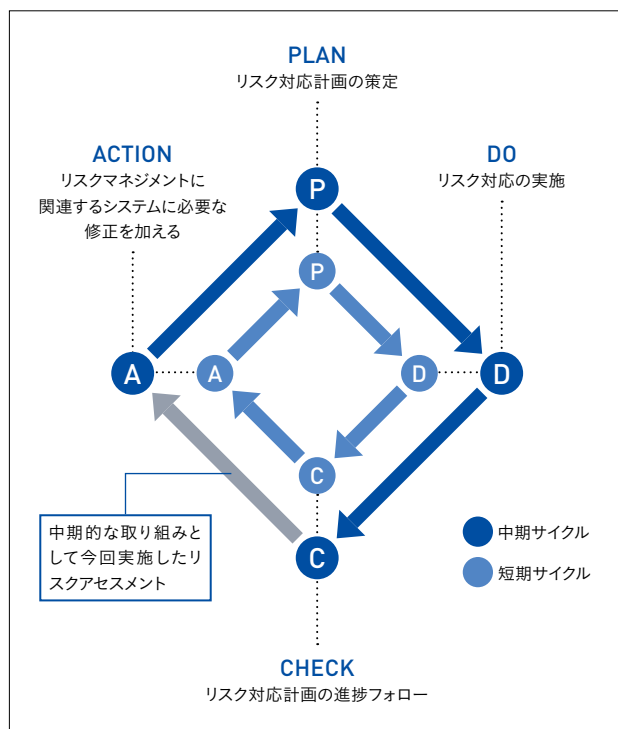 PLAN
リスク対応計画の策定
ACTION
リスクマネジメントに
関連するシステムに必要な
修正を加える
DO
リスク対応の実施
P
P
A
A
D
D
C
C
中期的な取り組みと
して今回実施したリ
スクアセスメント
中期サイクル
短期サイクル
CHECK
リスク対応計画の進捗フォロー